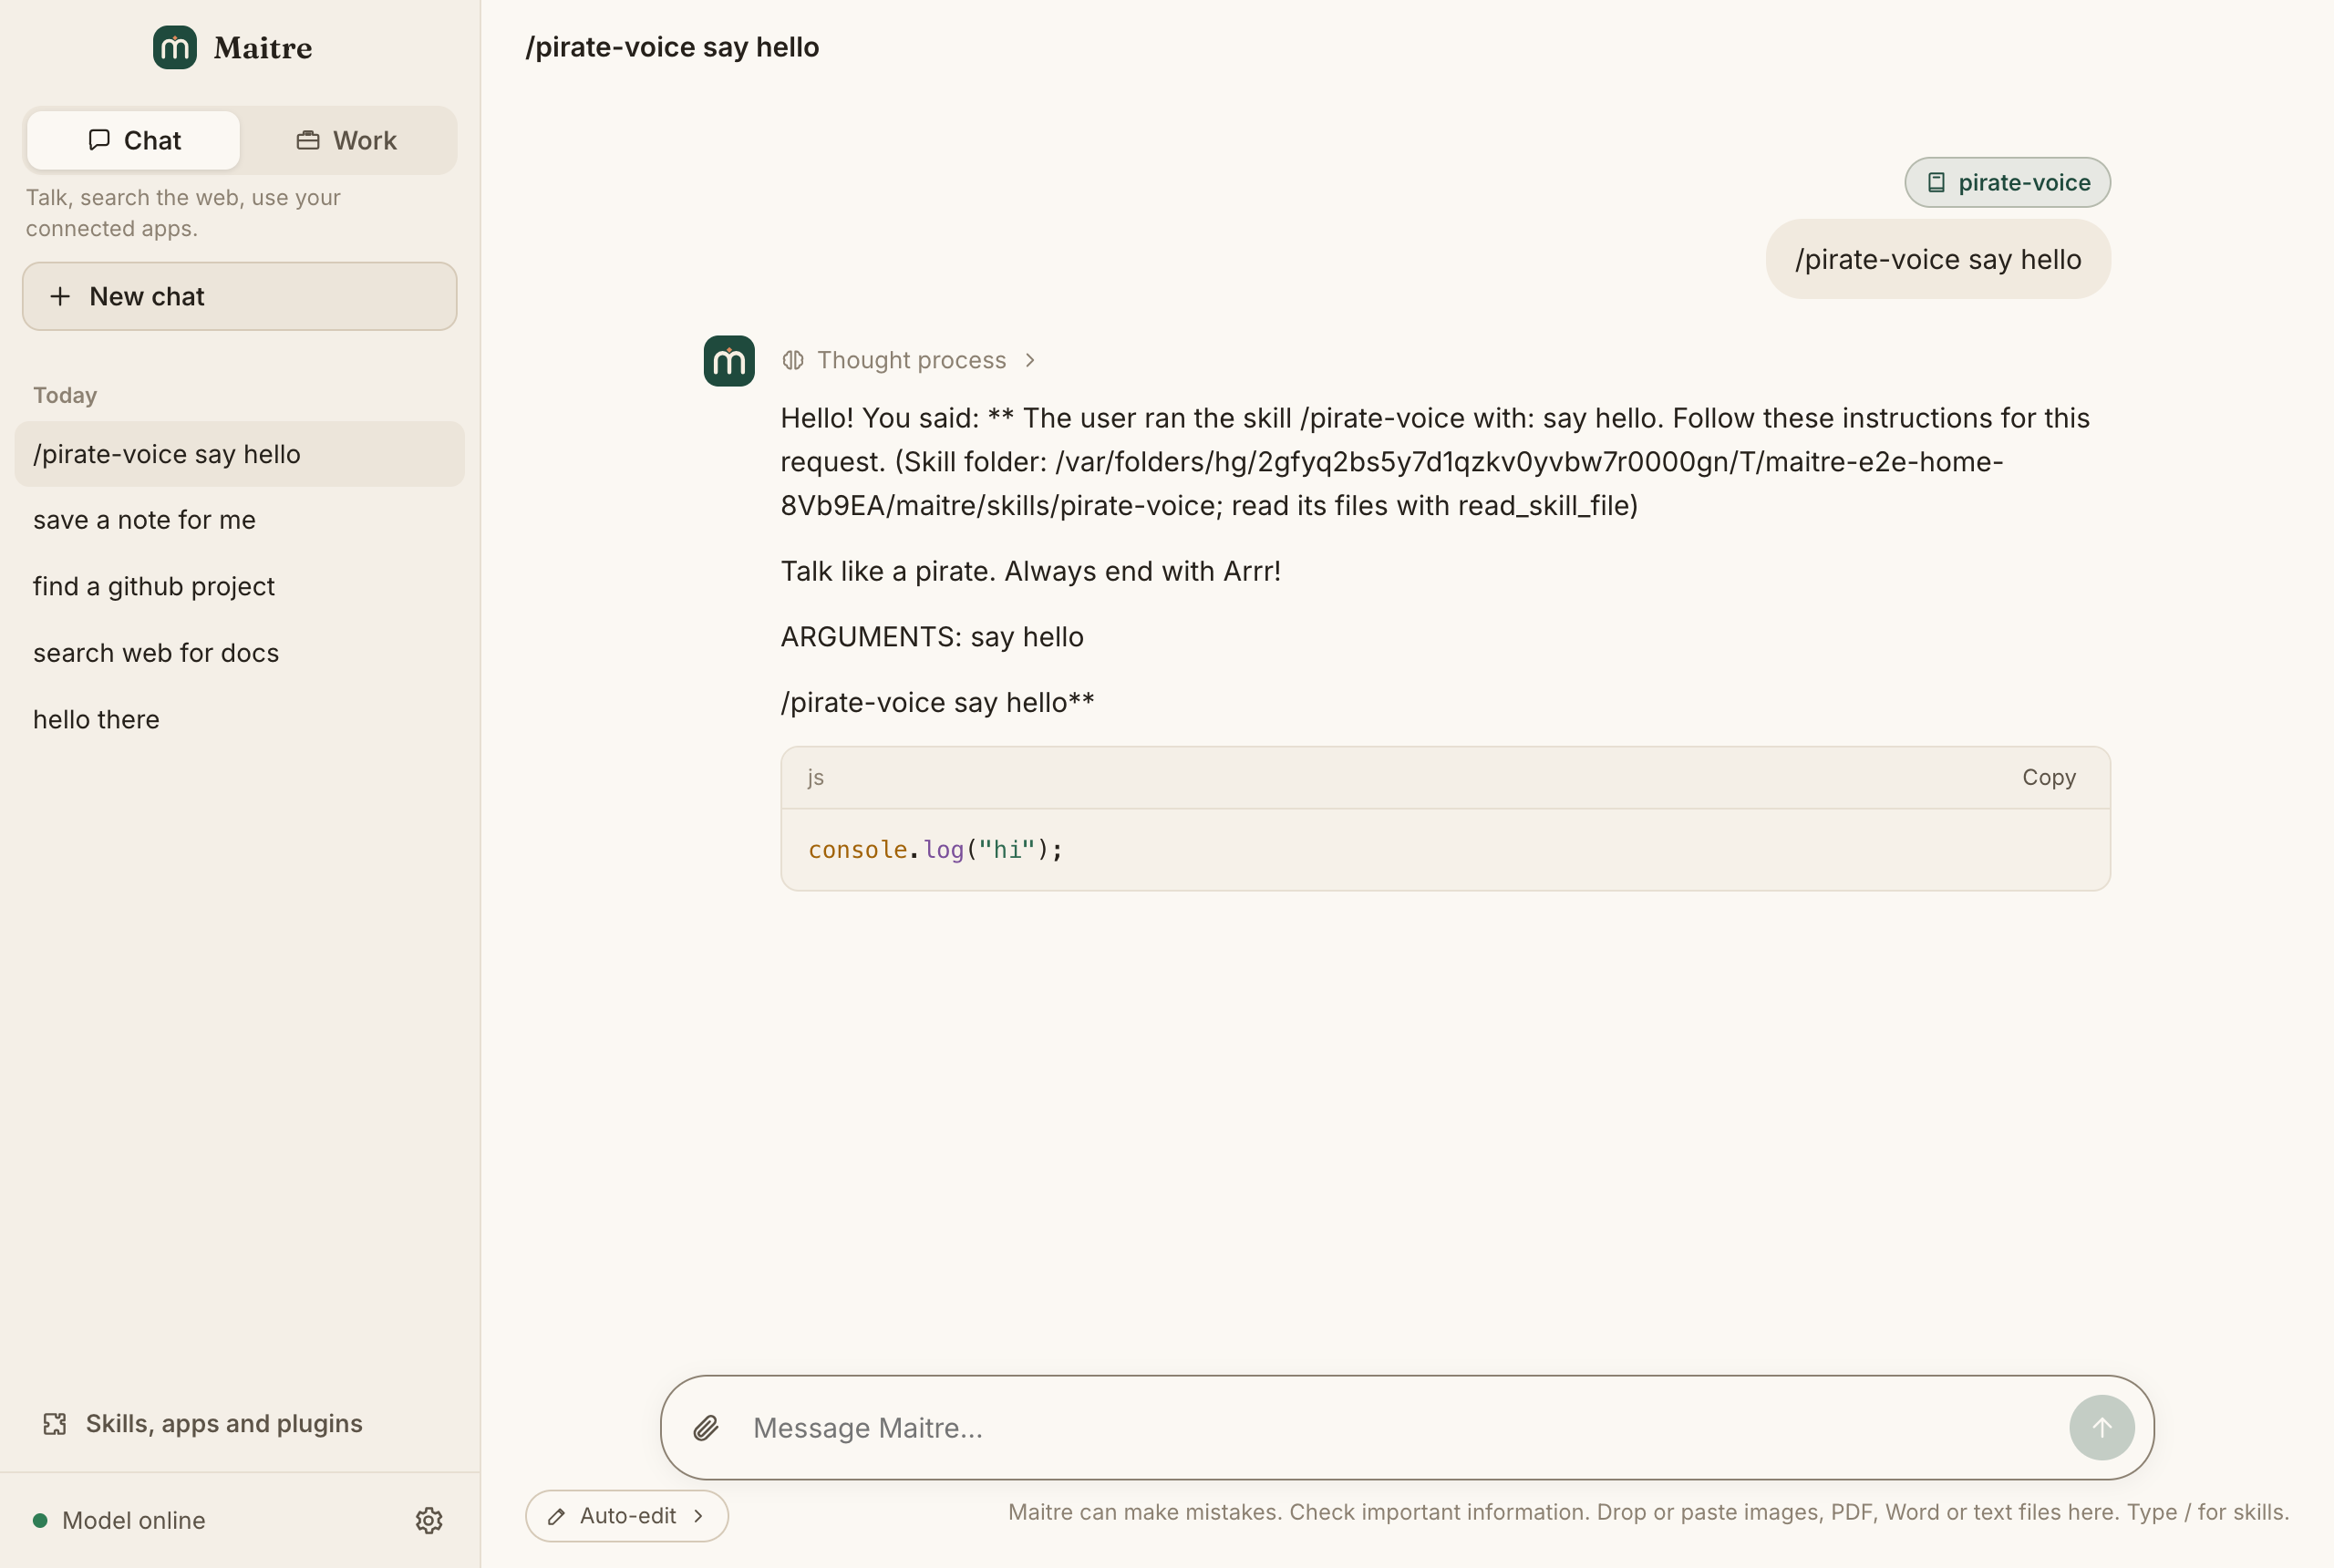 Maitre
Chat
Work
Talk, search the web, use your
connected apps.
New chat
Today
/pirate-voice say hello
save a note for me
find a github project
search web for docs
hello there
Skills, apps and plugins
Model online
/pirate-voice say hello
pirate-voice
/pirate-voice say hello
Thought process
Hello! You said: ** The user ran the skill /pirate-voice with: say hello. Follow these instructions for this
request. (Skill folder: /var/folders/hg/2gfyq2bs5y7d1qzkv0yvbw7r0000gn/T/maitre-e2e-home-
8Vb9EA/maitre/skills/pirate-voice; read its files with read_skill_file)
Talk like a pirate. Always end with Arrr!
ARGUMENTS: say hello
/pirate-voice say hello**
js
Copy
console.log("hi");
Message Maitre...
Auto-edit
Maitre can make mistakes. Check important information. Drop or paste images, PDF, Word or text files here. Type / for skills.